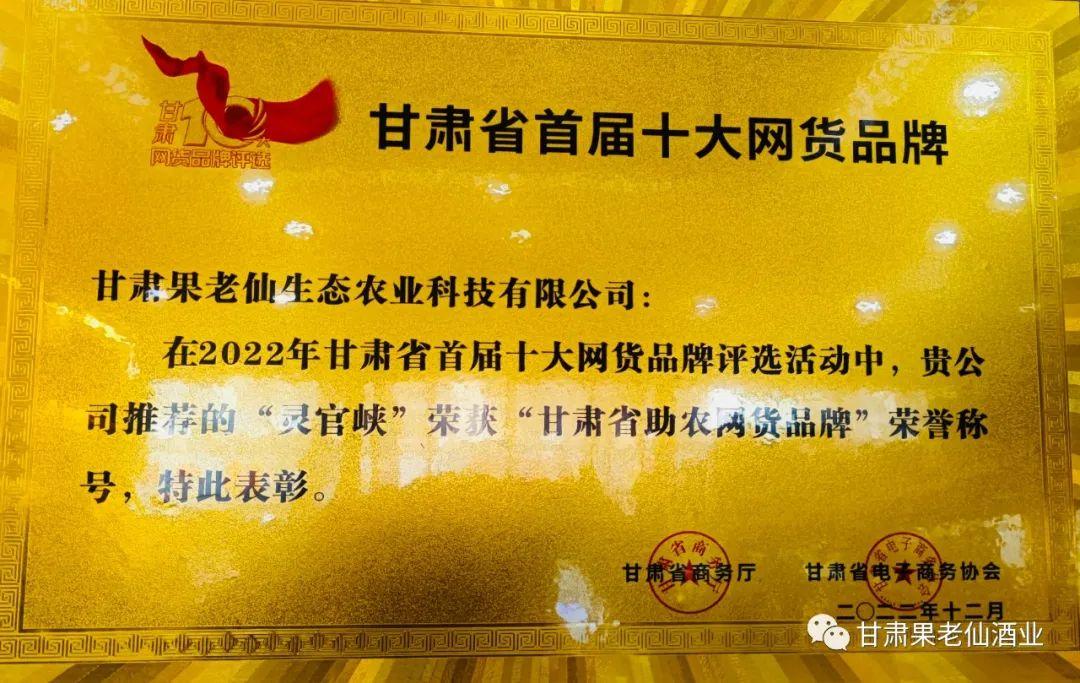 甘肃
10大
网货品牌评选
甘肃省首届十大网货品牌
甘肃果老仙生态农业科技有限公司：
在2022年甘肃省首届十大网货品牌评选活动中，贵公
司推荐的“灵官峡”荣获“甘肃省助农网货品牌”荣誉称
号，特此表彰。
甘肃省商务厅
甘肃省电子商务协会
二〇二二年十二月
甘肃果老仙酒业